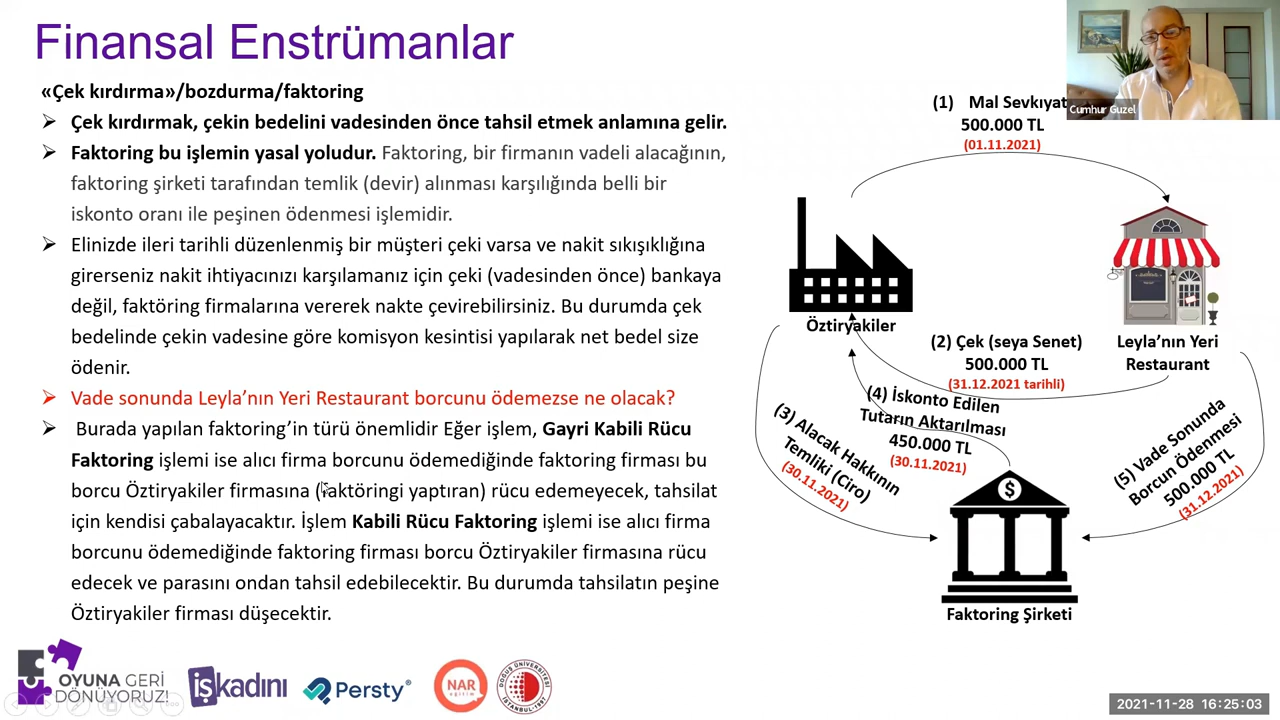 Finansal Enstrümanlar
«Çek kırdırma»/bozdurma/faktoring
Çek kırdırmak, çekin bedelini vadesinden önce tahsil etmek anlamına gelir.
Faktoring bu işlemin yasal yoludur. Faktoring, bir firmanın vadeli alacağının,
faktoring şirketi tarafından temlik (devir) alınması karşılığında belli bir
iskonto oranı ile peşinen ödenmesi işlemidir.
Elinizde ileri tarihli düzenlenmiş bir müşteri çeki varsa ve nakit sıkışıklığına
girerseniz nakit ihtiyacınızı karşılamanız için çeki (vadesinden önce) bankaya
değil, faktöring firmalarına vererek nakte çevirebilirsiniz. Bu durumda çek
bedelinde çekin vadesine göre komisyon kesintisi yapılarak net bedel size
ödenir.
Vade sonunda Leyla’nın Yeri Restaurant borcunu ödemezse ne olacak?
Burada yapılan faktoring’in türü önemlidir Eğer işlem, Gayri Kabili Rücu
Faktoring işlemi ise alıcı firma borcunu ödemediğinde faktoring firması bu
borcu Öztiryakiler firmasına (faktöringi yaptıran) rücu edemeyecek, tahsilat
için kendisi çabalayacaktır. İşlem Kabili Rücu Faktoring işlemi ise alıcı firma
borcunu ödemediğinde faktoring firması borcu Öztiryakiler firmasına rücu
edecek ve parasını ondan tahsil edebilecektir. Bu durumda tahsilatın peşine
Öztiryakiler firması düşecektir.
(1) Mal Sevkıyat
500.000 TL
(01.11.2021)
Cumhur Guzel
Öztiryakiler
Leyla’nın Yeri
Restaurant
(2) Çek (seya Senet)
500.000 TL
(31.12.2021 tarihli)
(4) İskonto Edilen
Tutarın Aktarılması
450.000 TL
(30.11.2021)
(3) Alacak Hakkının
Temliki (Ciro)
(30.11.2021)
(5) Vade Sonunda
Borcun Ödenmesi
500.000 TL
(31.12.2021)
$
Faktoring Şirketi
OYUNA GERİ
DÖNÜYORUZ!
işkadını
Persty
NAR
eğitim
DOĞUŞ ÜNİVERSİTESİ
İSTANBUL-1997
2021-11-28 16:25:03